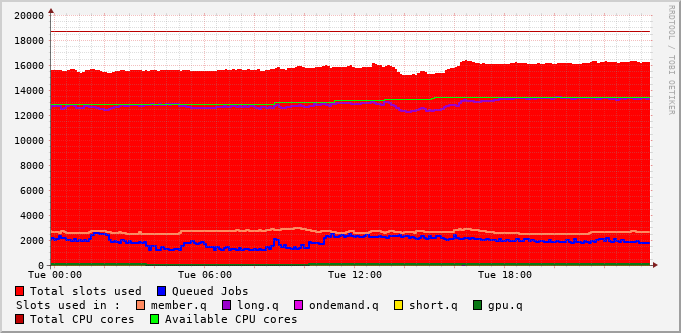 RRDTOOL / TOBI OETIKER
20000
18000
16000
14000
12000
10000
8000
6000
4000
2000
0
Tue 00:00 Tue 06:00 Tue 12:00 Tue 18:00
Total slots used Queued Jobs
Slots used in : member.q long.q ondemand.q short.q gpu.q
Total CPU cores Available CPU cores